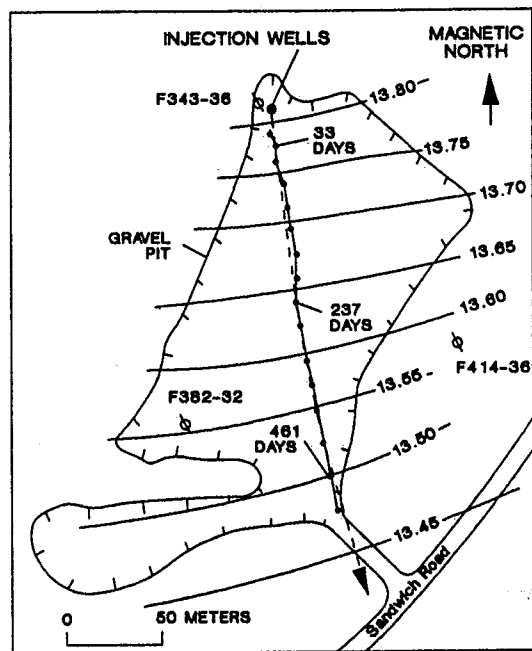 INJECTION WELLS
MAGNETIC
NORTH
F343-36
13.80
33
DAYS
13.75
13.70
GRAVEL
PIT
13.65
237
DAYS
13.60
F414-36
F382-32
13.55
461
DAYS
13.50
13.45
Sandwich Road
0 50 METERS